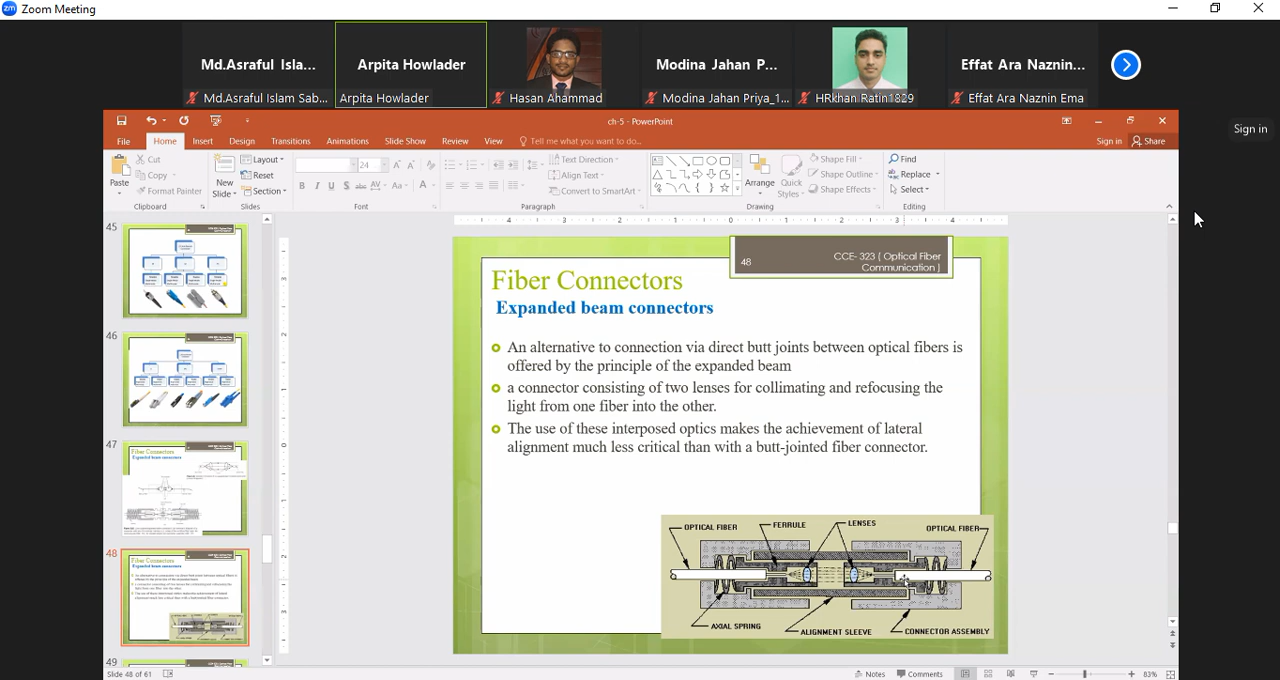 Zoom Meeting
Md.Asraful Isla...
Arpita Howlader
Modina Jahan P...
Effat Ara Naznin...
Md.Asraful Islam Sab...
Arpita Howlader
Hasan Ahammad
Modina Jahan Priya_1...
HRkhan Ratin1829
Effat Ara Naznin Ema
Sign in
ch-5 - PowerPoint
File Home Insert Design Transitions Animations Slide Show Review View Tell me what you want to do...
Sign in Share
Paste Cut Copy Format Painter
Clipboard
New Slide Layout Reset Section
Slides
24
Font
Text Direction
Align Text
Convert to SmartArt
Paragraph
Arrange Quick Styles
Shape Fill
Shape Outline
Shape Effects
Drawing
Find
Replace
Select
Editing
45
46
47
Fiber Connectors
Expanded beam connectors
48
Fiber Connectors
Expanded beam connectors
49
48
CCE- 323 ( Optical Fiber
Communication ]
Fiber Connectors
Expanded beam connectors
An alternative to connection via direct butt joints between optical fibers is
offered by the principle of the expanded beam
a connector consisting of two lenses for collimating and refocusing the
light from one fiber into the other.
The use of these interposed optics makes the achievement of lateral
alignment much less critical than with a butt-jointed fiber connector.
OPTICAL FIBER
FERRULE
LENSES
OPTICAL FIBER
AXIAL SPRING
ALIGNMENT SLEEVE
CONNECTOR ASSEMBLY
Slide 48 of 61
Notes Comments
83%